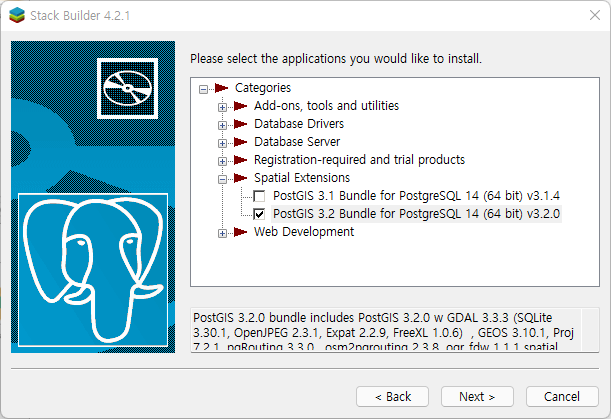 Stack Builder 4.2.1
Please select the applications you would like to install.
Categories
Add-ons, tools and utilities
Database Drivers
Database Server
Registration-required and trial products
Spatial Extensions
PostGIS 3.1 Bundle for PostgreSQL 14 (64 bit) v3.1.4
PostGIS 3.2 Bundle for PostgreSQL 14 (64 bit) v3.2.0
Web Development
PostGIS 3.2.0 bundle includes PostGIS 3.2.0 w GDAL 3.3.3 (SQLite
3.30.1, OpenJPEG 2.3.1, Expat 2.2.9, FreeXL 1.0.6) , GEOS 3.10.1, Proj
7.2.1, pgRouting 3.3.0, osm2pgrouting 2.3.8, ogr_fdw 1.1.1 spatial
< Back
Next >
Cancel